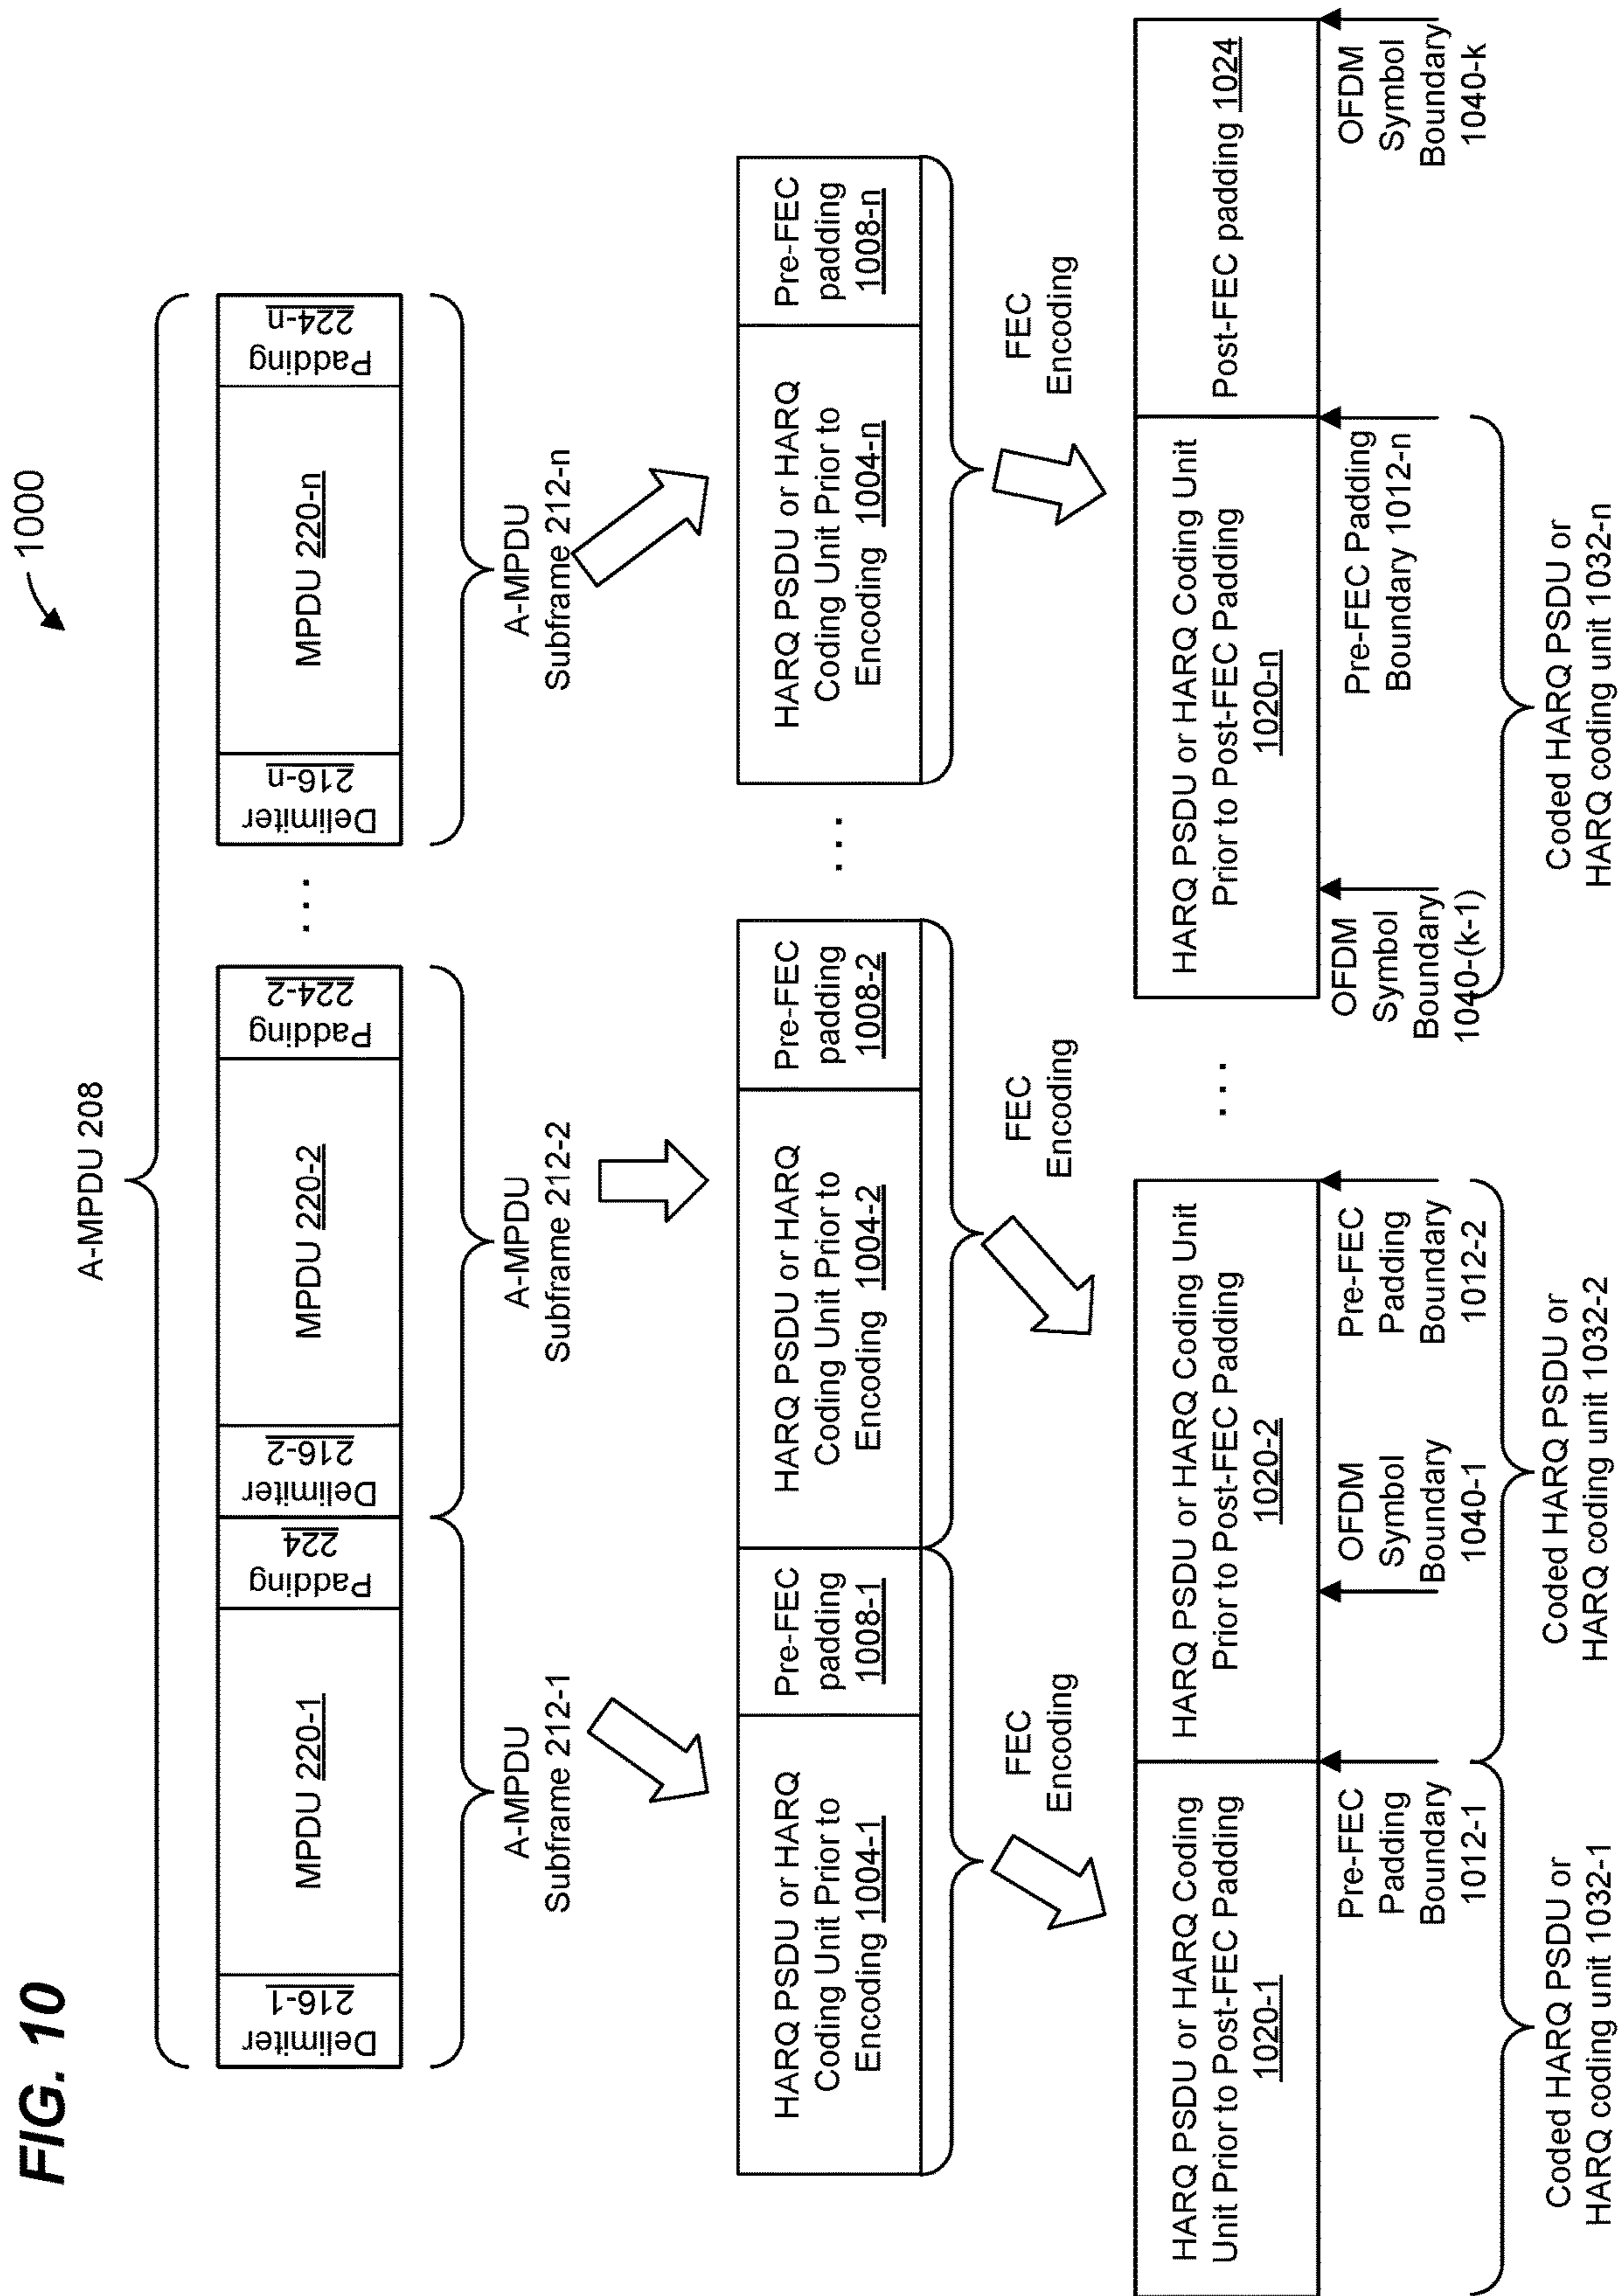 FIG. 10
1000
A-MPDU 208
Delimiter
216-1
MPDU 220-1
Padding
224
Delimiter
216-2
MPDU 220-2
Padding
224-2
. . .
Delimiter
216-n
MPDU 220-n
Padding
224-n
A-MPDU
Subframe 212-1
A-MPDU
Subframe 212-2
A-MPDU
Subframe 212-n
HARQ PSDU or HARQ
Coding Unit Prior to
Encoding 1004-1
Pre-FEC
padding
1008-1
HARQ PSDU or HARQ
Coding Unit Prior to
Encoding 1004-2
Pre-FEC
padding
1008-2
. . .
HARQ PSDU or HARQ
Coding Unit Prior to
Encoding 1004-n
Pre-FEC
padding
1008-n
FEC
Encoding
FEC
Encoding
FEC
Encoding
HARQ PSDU or HARQ Coding
Unit Prior to Post-FEC Padding
1020-1
HARQ PSDU or HARQ Coding Unit
Prior to Post-FEC Padding
1020-2
. . .
HARQ PSDU or HARQ Coding Unit
Prior to Post-FEC Padding
1020-n
Post-FEC padding 1024
Pre-FEC
Padding
Boundary
1012-1
OFDM
Symbol
Boundary
1040-1
Pre-FEC
Padding
Boundary
1012-2
OFDM
Symbol
Boundary
1040-(k-1)
Pre-FEC Padding
Boundary 1012-n
OFDM
Symbol
Boundary
1040-k
Coded HARQ PSDU or
HARQ coding unit 1032-1
Coded HARQ PSDU or
HARQ coding unit 1032-2
Coded HARQ PSDU or
HARQ coding unit 1032-n